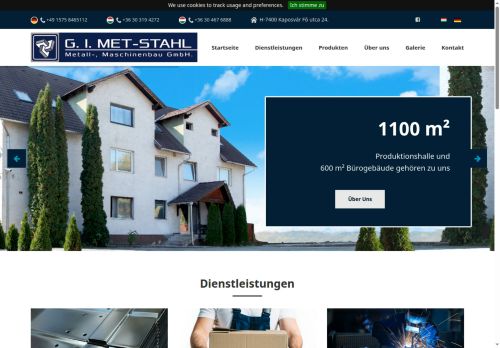 We use cookies to track usage and preferences. Ich stimme zu
+49 1575 8465112 +36 30 319 4272 +36 30 467 6888 H-7400 Kaposvár Fő utca 24.
G. I. MET-STAHL
Metall-, Maschinenbau GmbH.
Startseite Dienstleistungen Produkten Über uns Galerie Kontakt
1100 m²
Produktionshalle und
600 m² Bürogebäude gehören zu uns
Über Uns
Dienstleistungen